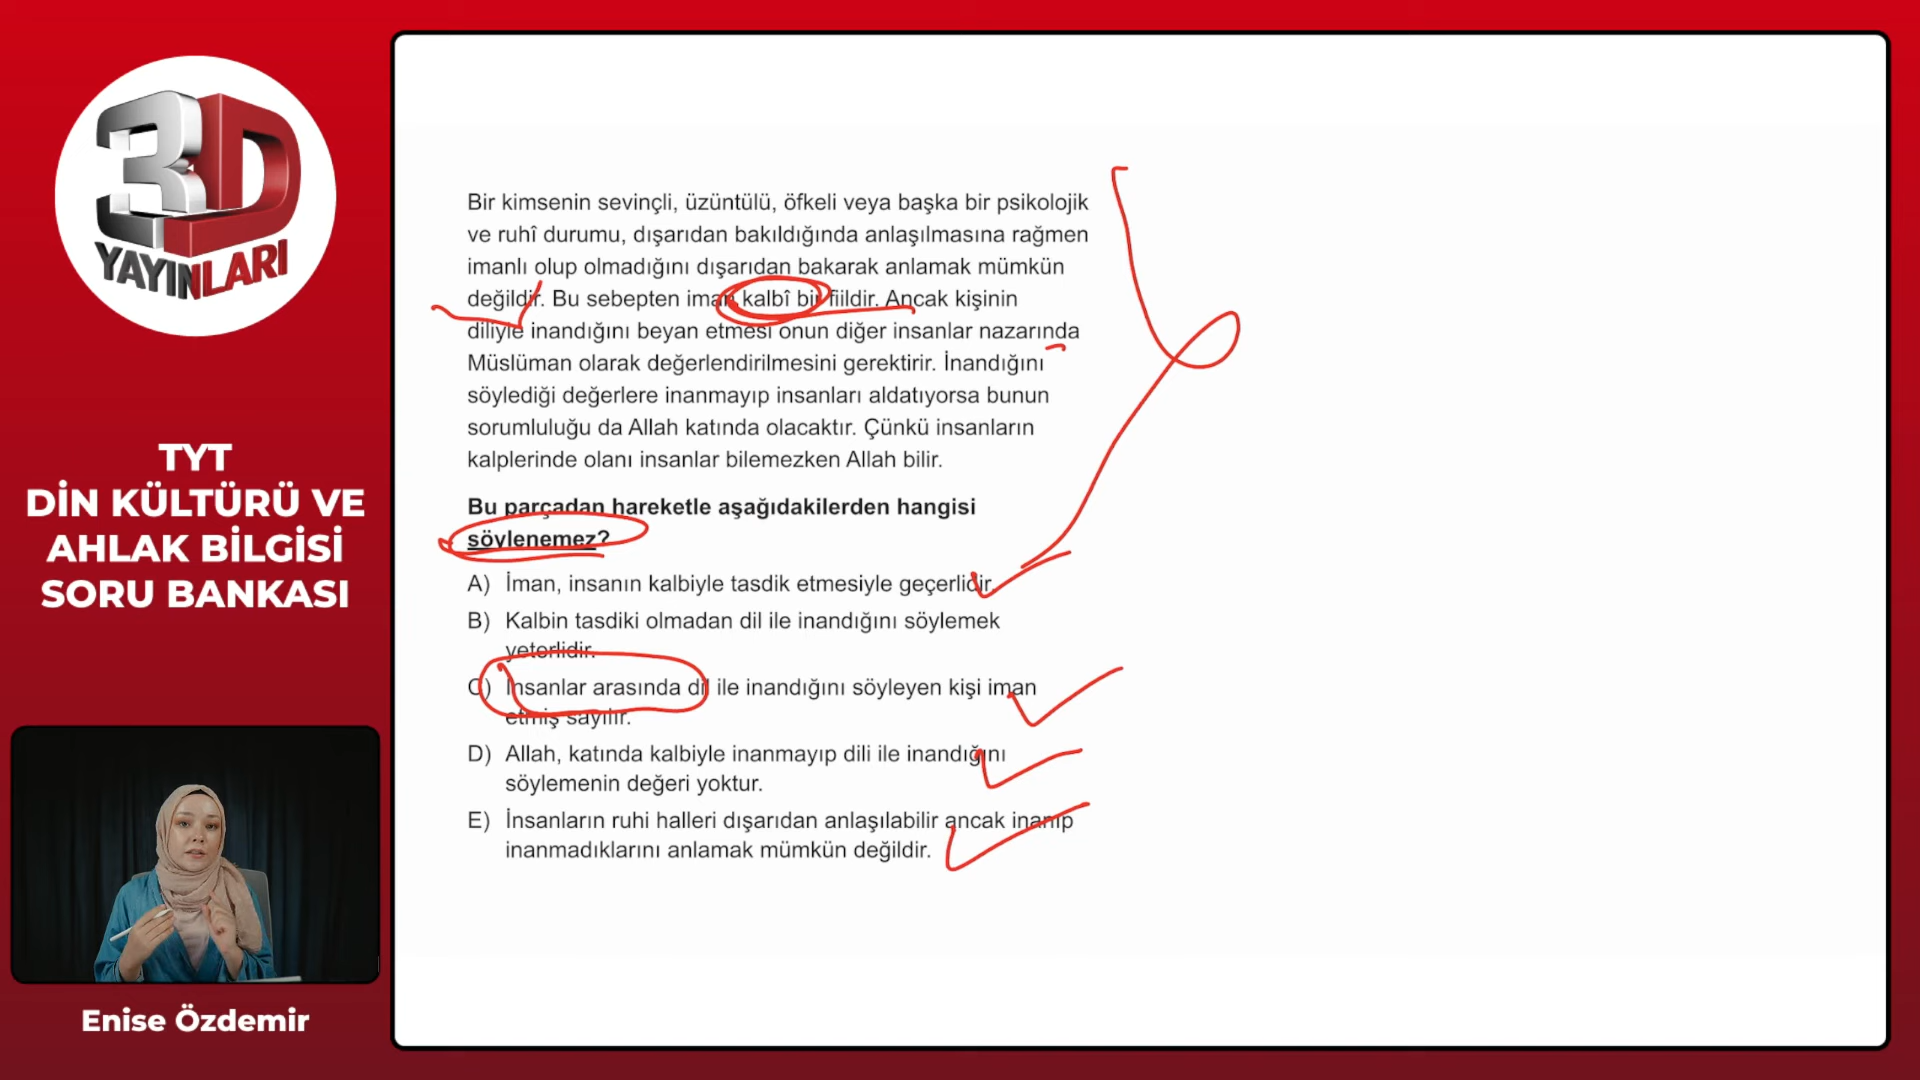 3D
YAYINLARI
TYT
DİN KÜLTÜRÜ VE
AHLAK BİLGİSİ
SORU BANKASI
Enise Özdemir
Bir kimsenin sevinçli, üzüntülü, öfkeli veya başka bir psikolojik
ve ruhî durumu, dışarıdan bakıldığında anlaşılmasına rağmen
imanlı olup olmadığını dışarıdan bakarak anlamak mümkün
değildir. Bu sebepten iman kalbî bir fiildir. Ancak kişinin
diliyle inandığını beyan etmesi onun diğer insanlar nazarında
Müslüman olarak değerlendirilmesini gerektirir. İnandığını
söylediği değerlere inanmayıp insanları aldatıyorsa bunun
sorumluluğu da Allah katında olacaktır. Çünkü insanların
kalplerinde olanı insanlar bilemezken Allah bilir.
Bu parçadan hareketle aşağıdakilerden hangisi
söylenemez?
A) İman, insanın kalbiyle tasdik etmesiyle geçerlidir.
B) Kalbin tasdiki olmadan dil ile inandığını söylemek
yeterlidir.
C) İnsanlar arasında dil ile inandığını söyleyen kişi iman
etmiş sayılır.
D) Allah, katında kalbiyle inanmayıp dili ile inandığını
söylemenin değeri yoktur.
E) İnsanların ruhi halleri dışarıdan anlaşılabilir ancak inanıp
inanmadıklarını anlamak mümkün değildir.